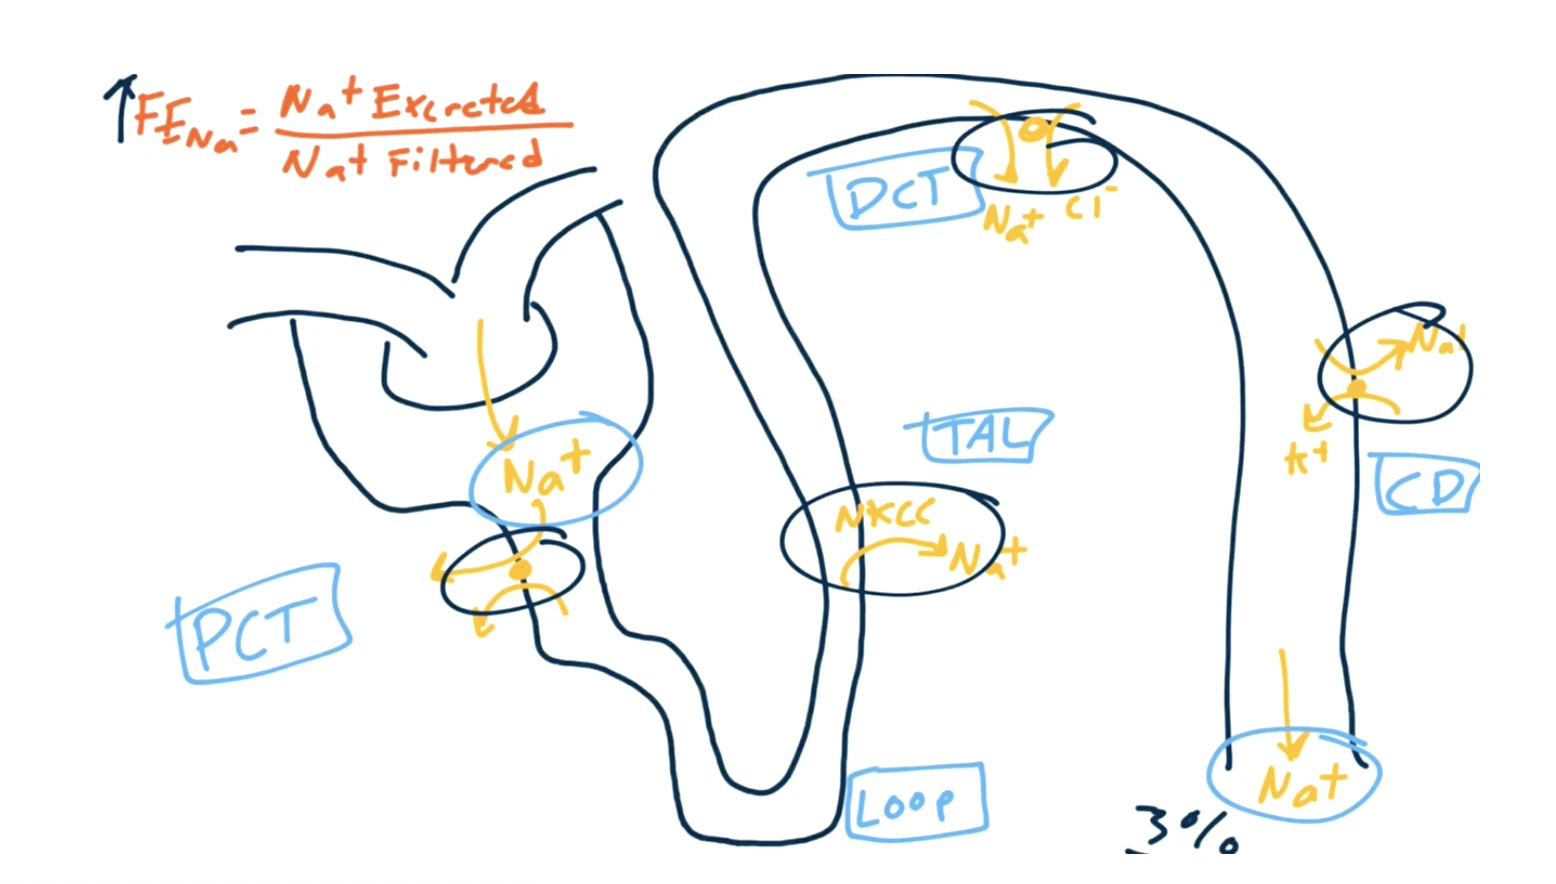 ↑FENa = Na+ Excreted
Na+ Filtered
DCT
Na+ Cl-
Na+
K+
CD
TAL
Na+
NKCC
Na+
PCT
LOOP
Na+
3%